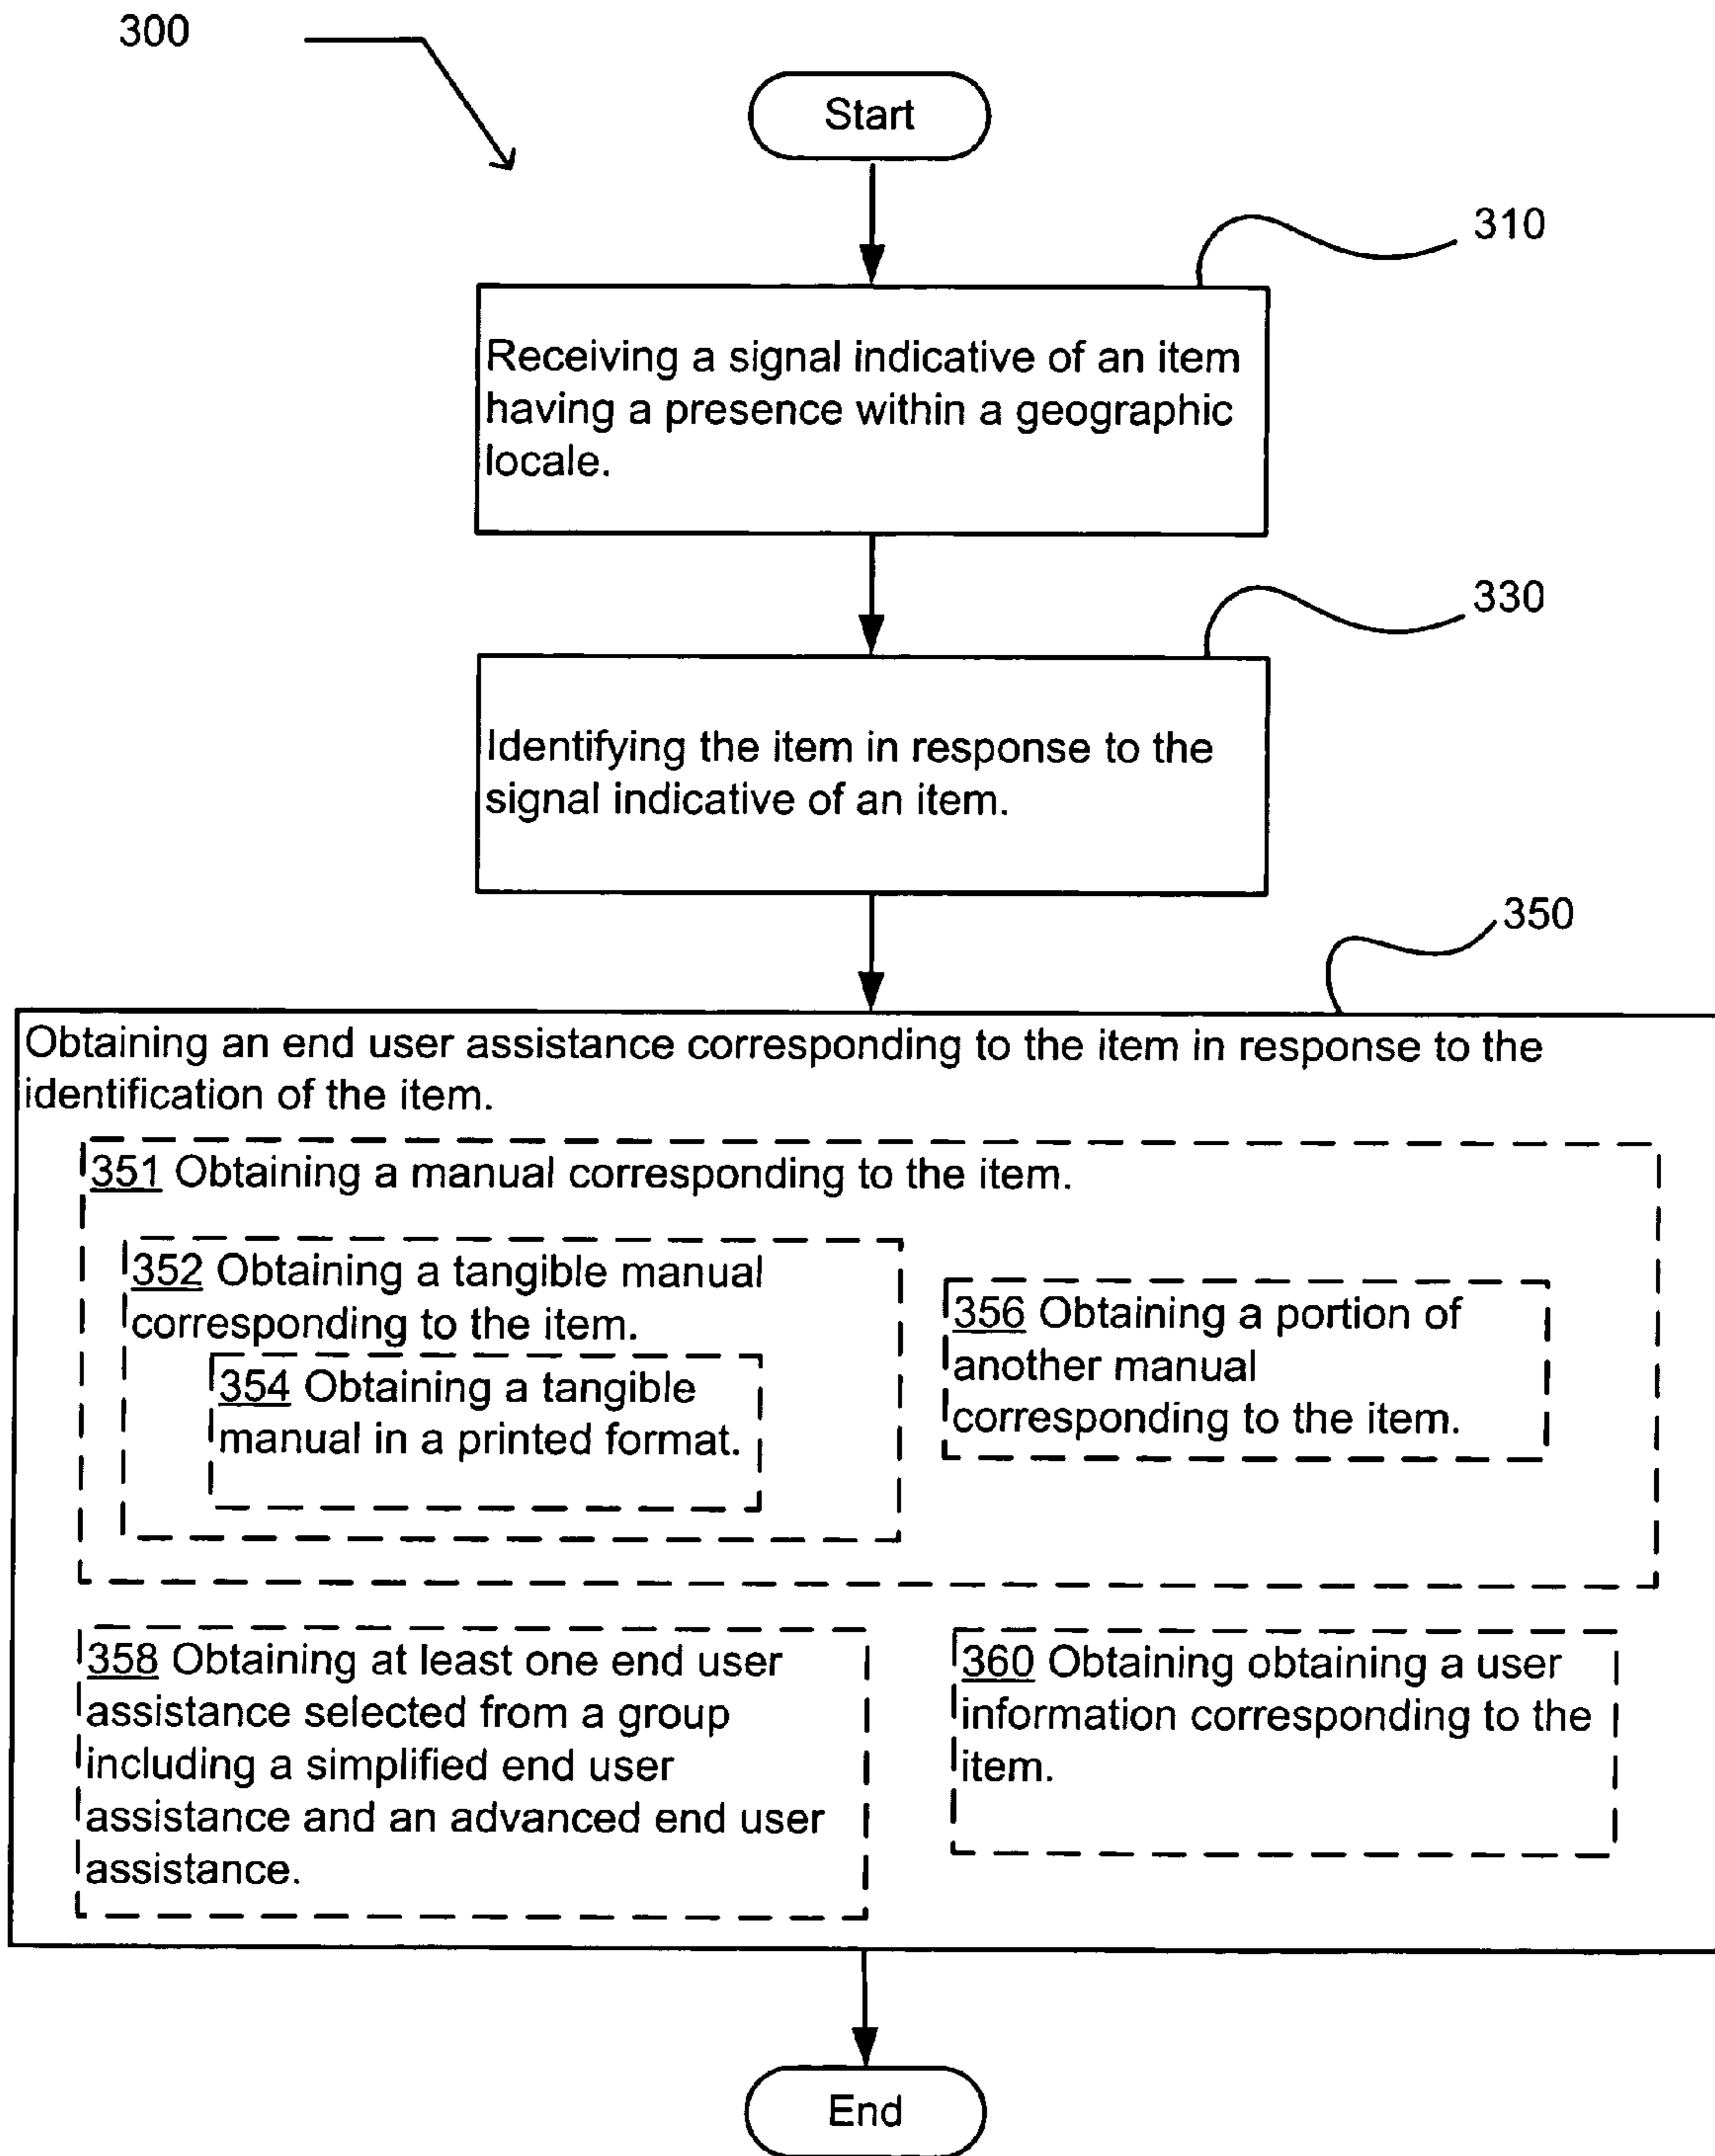 300
Start
310
Receiving a signal indicative of an item
having a presence within a geographic
locale.
330
Identifying the item in response to the
signal indicative of an item.
350
Obtaining an end user assistance corresponding to the item in response to the
identification of the item.
351 Obtaining a manual corresponding to the item.
352 Obtaining a tangible manual
corresponding to the item.
354 Obtaining a tangible
manual in a printed format.
356 Obtaining a portion of
another manual
corresponding to the item.
358 Obtaining at least one end user
assistance selected from a group
including a simplified end user
assistance and an advanced end user
assistance.
360 Obtaining obtaining a user
information corresponding to the
item.
End